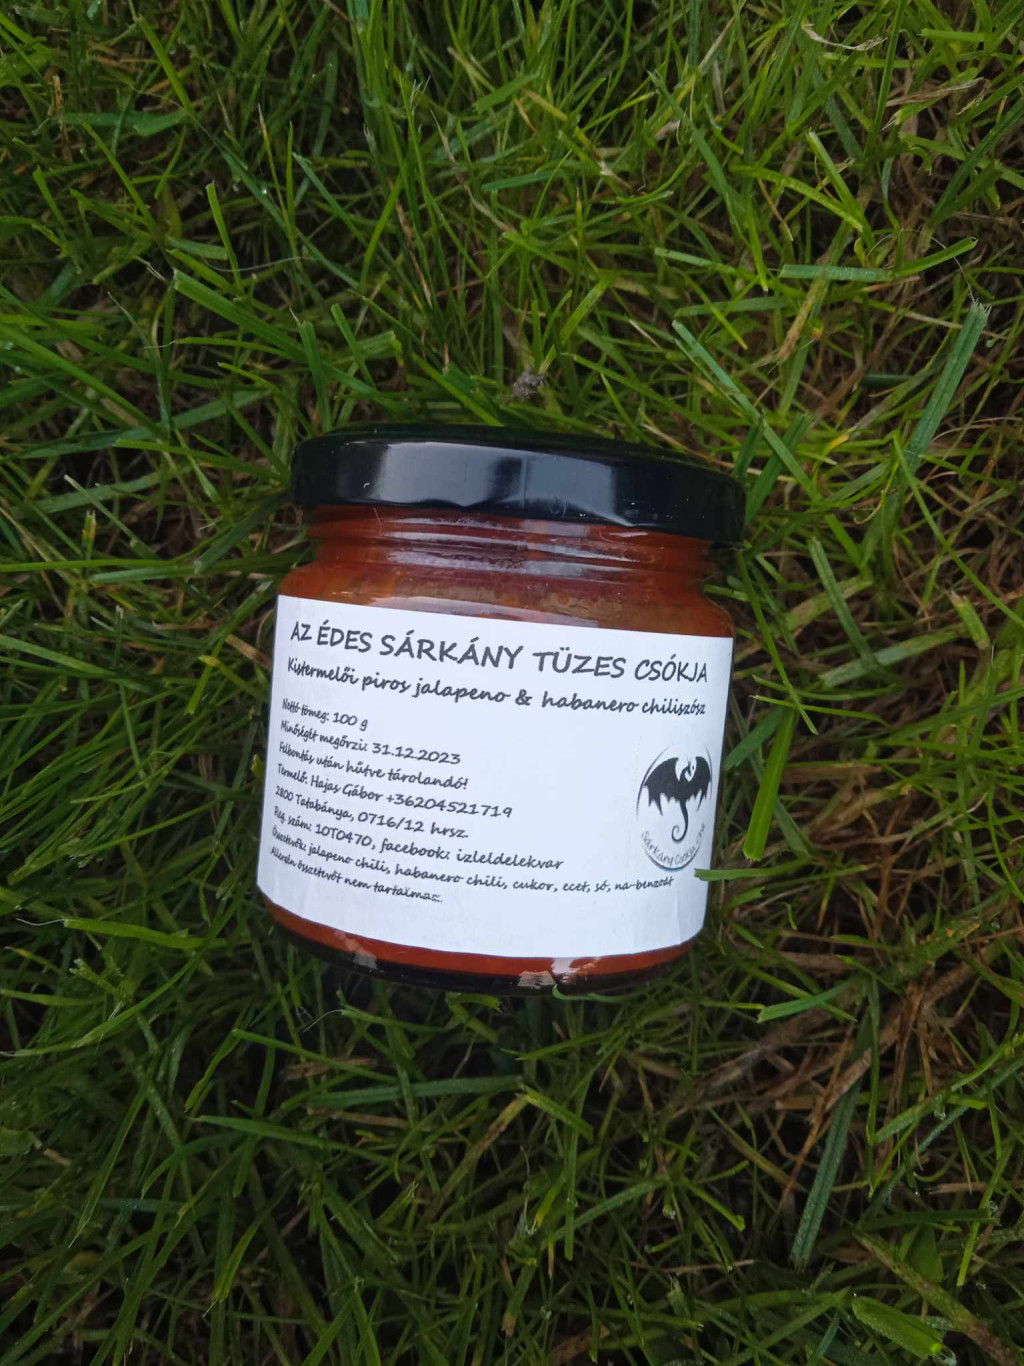 AZ ÉDES SÁRKÁNY TÜZES CSÓKJA
Kistermelői piros jalapeno & habanero chiliszósz
Nettó tömeg: 100 g
Minőségét megőrzi: 31.12.2023
Felbontás után hűtve tárolandó!
Termelő: Hajas Gábor +36204521719
2800 Tatabánya, 0716/12 hrsz.
Reg. szám: 10T0470, facebook: izleldelekvar
Összetevők: jalapeno chili, habanero chili, cukor, ecet, só, na-benzoát
Allergén összetevőt nem tartalmaz.
Sárkány